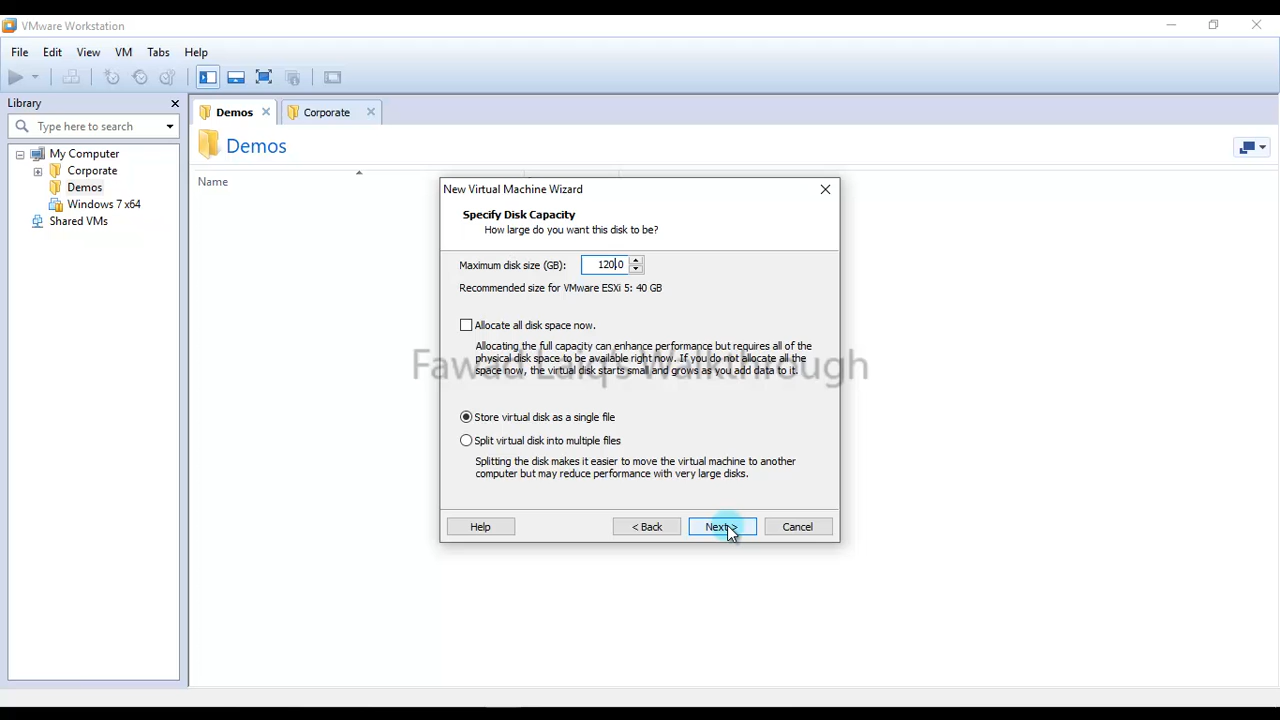 VMware Workstation
File Edit View VM Tabs Help
Library
Demos
Corporate
Type here to search
Demos
My Computer
Corporate
Demos
Windows 7 x64
Shared VMs
Name
New Virtual Machine Wizard
Specify Disk Capacity
How large do you want this disk to be?
Maximum disk size (GB): 120.0
Recommended size for VMware ESXi 5: 40 GB
Allocate all disk space now.
Allocating the full capacity can enhance performance but requires all of the
physical disk space to be available right now. If you do not allocate all the
space now, the virtual disk starts small and grows as you add data to it.
Fawad Laiq's Walkthrough
Store virtual disk as a single file
Split virtual disk into multiple files
Splitting the disk makes it easier to move the virtual machine to another
computer but may reduce performance with very large disks.
Help
< Back
Next >
Cancel